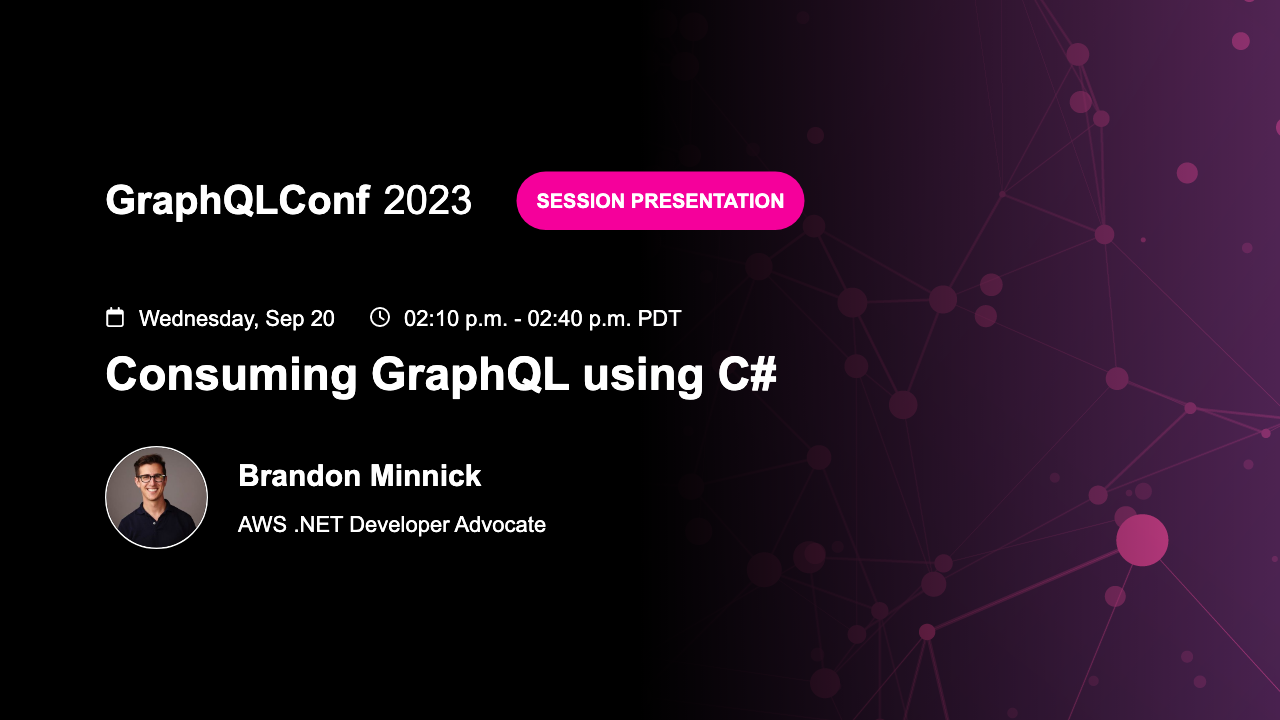 GraphQLConf 2023
SESSION PRESENTATION
Wednesday, Sep 20
02:10 p.m. - 02:40 p.m. PDT
Consuming GraphQL using C#
Brandon Minnick
AWS .NET Developer Advocate